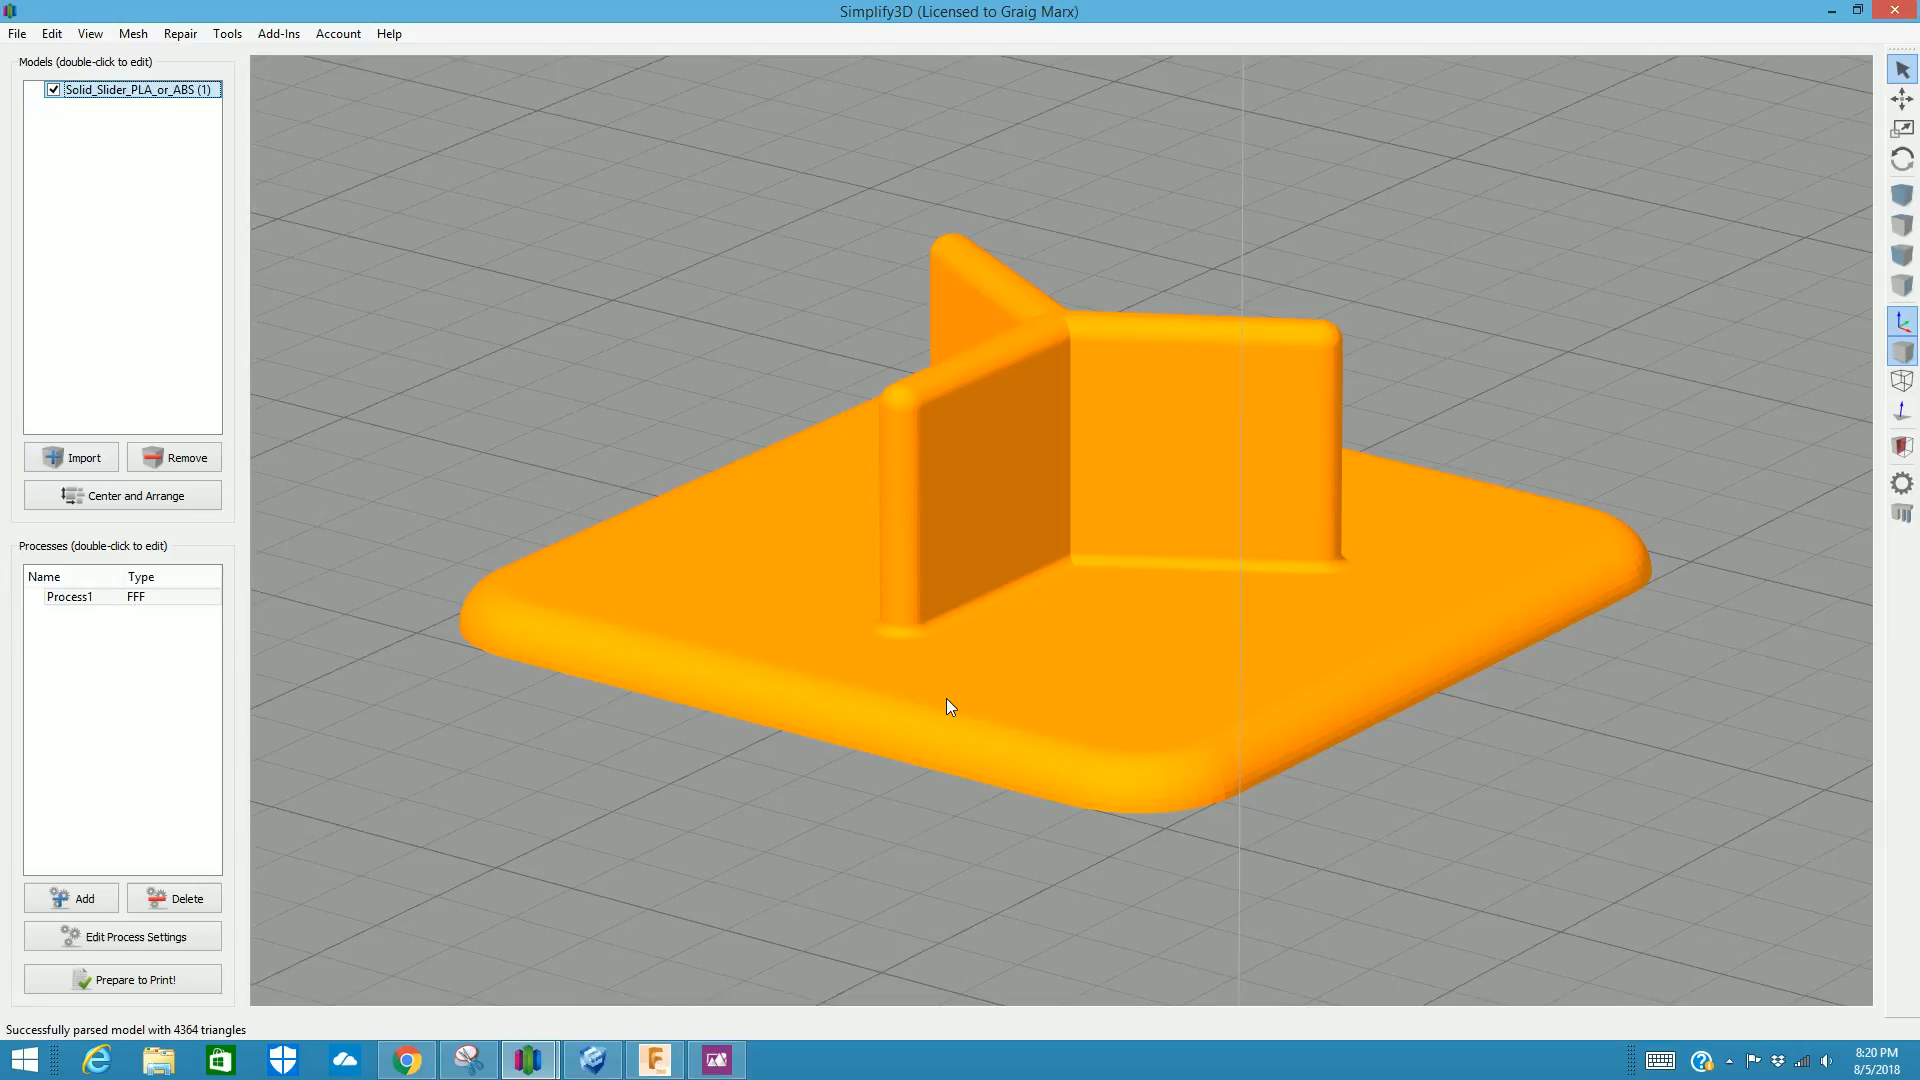 Simplify3D (Licensed to Graig Marx)
File Edit View Mesh Repair Tools Add-Ins Account Help
Models (double-click to edit)
Solid_Slider_PLA_or_ABS (1)
Import Remove
Center and Arrange
Processes (double-click to edit)
Name Type
Process1 FFF
Add Delete
Edit Process Settings
Prepare to Print!
Successfully parsed model with 4364 triangles
8:20 PM
8/5/2018